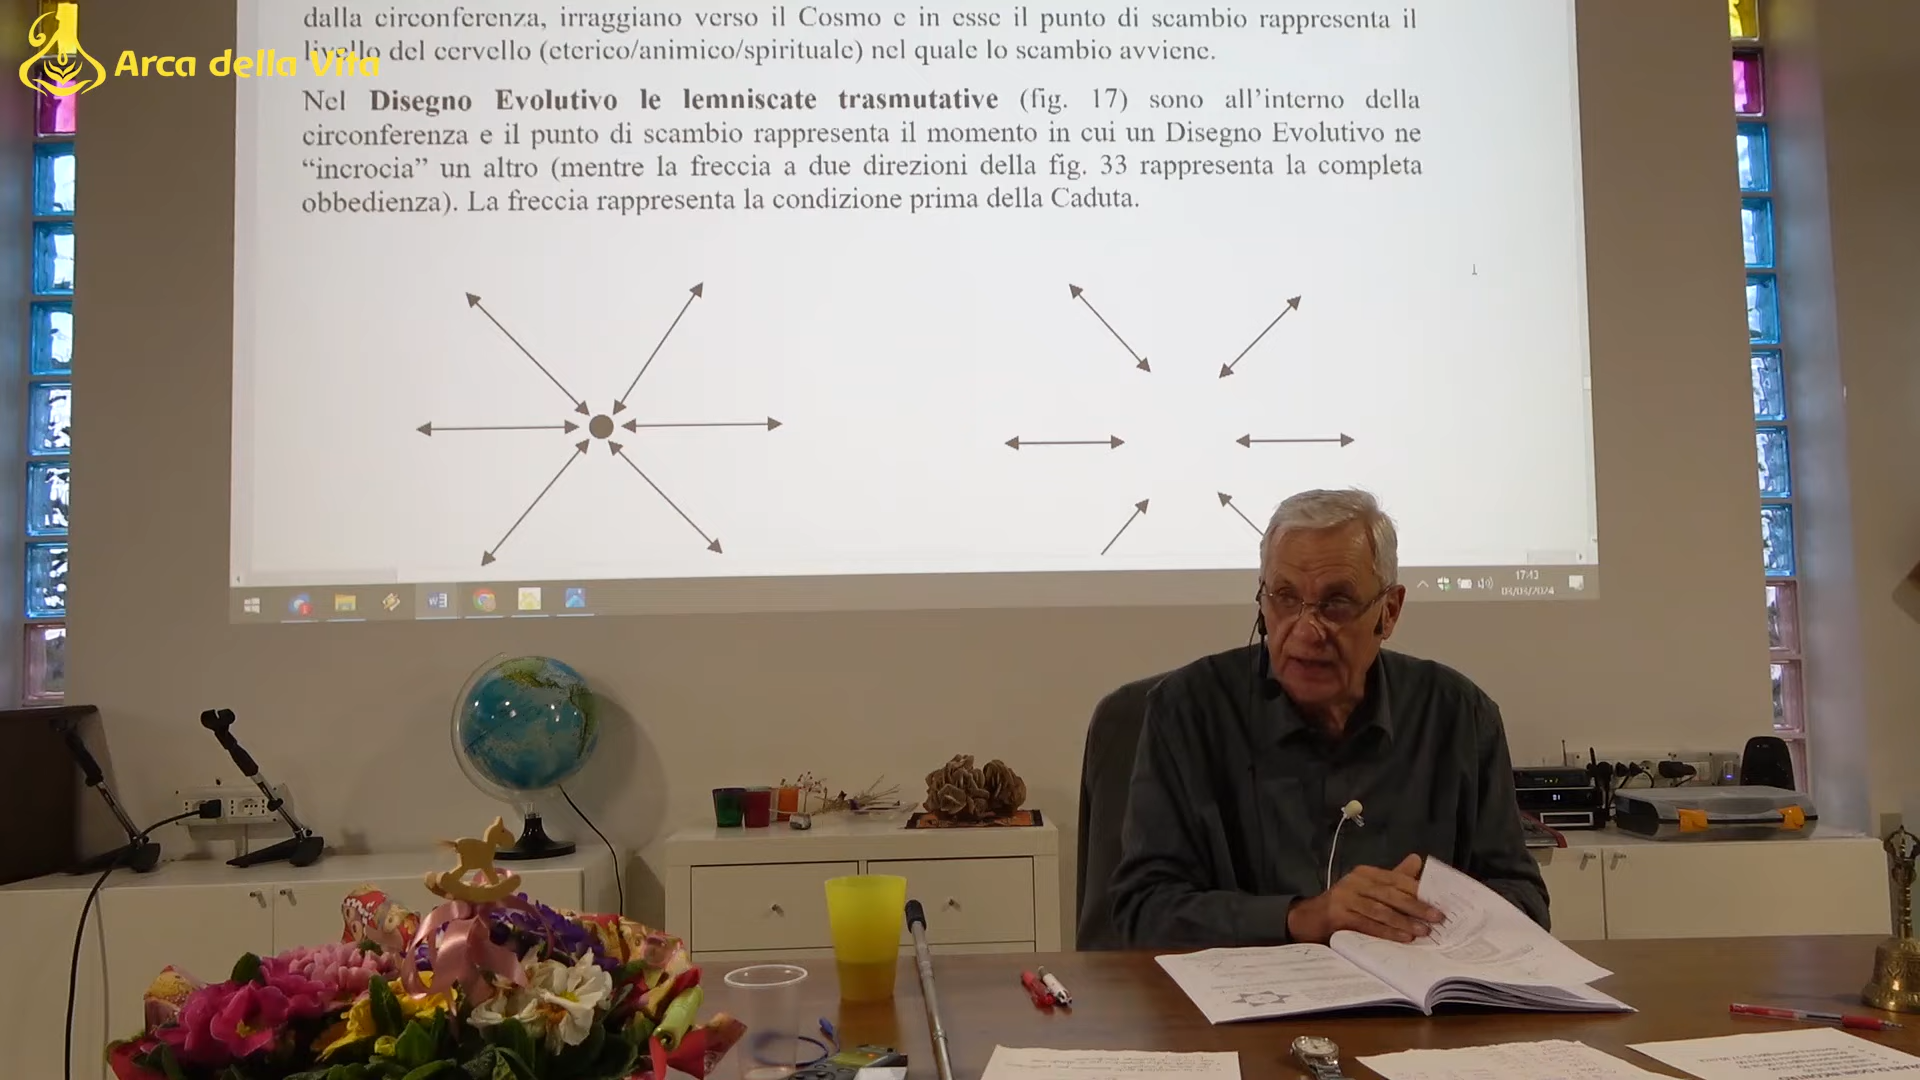 dalla circonferenza, irraggiano verso il Cosmo e in esse il punto di scambio rappresenta il
livello del cervello (eterico/animico/spirituale) nel quale lo scambio avviene.
Arca della Vita
Nel Disegno Evolutivo le lemniscate trasmutative (fig. 17) sono all’interno della
circonferenza e il punto di scambio rappresenta il momento in cui un Disegno Evolutivo ne
“incrocia” un altro (mentre la freccia a due direzioni della fig. 33 rappresenta la completa
obbedienza). La freccia rappresenta la condizione prima della Caduta.
17:43
03/03/2024